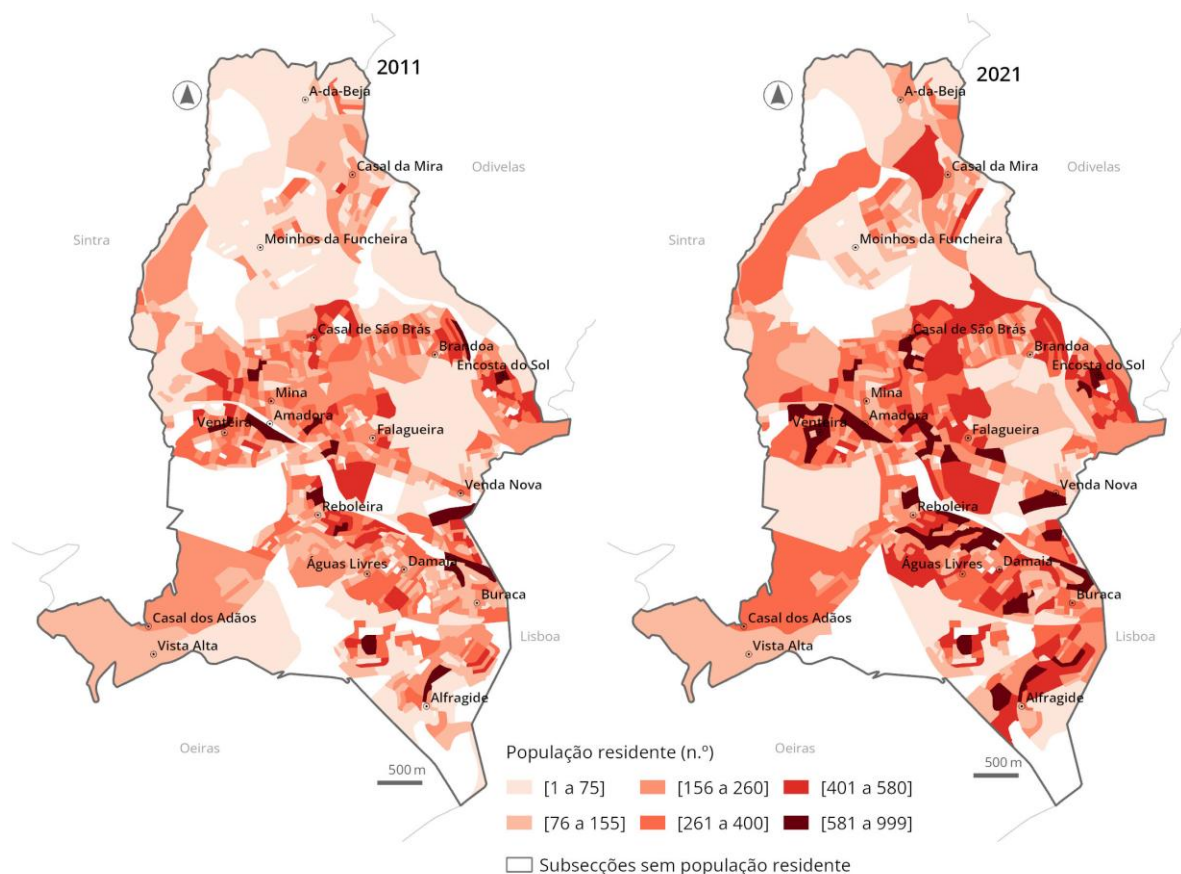 2011
A-da-Beja
Casal da Mira
Odivelas
Sintra
Moinhos da Funcheira
Casal de São Brás
Brandoa
Encosta do Sol
Mina
Amadora
Venteira
Falagueira
Venda Nova
Reboleira
Águas Livres
Damaia
Buraca
Casal dos Adãos
Vista Alta
Alfragide
Oeiras
500 m
2021
A-da-Beja
Casal da Mira
Odivelas
Sintra
Moinhos da Funcheira
Casal de São Brás
Brandoa
Encosta do Sol
Mina
Amadora
Venteira
Falagueira
Venda Nova
Reboleira
Águas Livres
Damaia
Buraca
Casal dos Adãos
Lisboa
Vista Alta
Lisboa
Alfragide
Oeiras
500 m
População residente (n.º)
[1 a 75]
[156 a 260]
[401 a 580]
[76 a 155]
[261 a 400]
[581 a 999]
Subsecções sem população residente